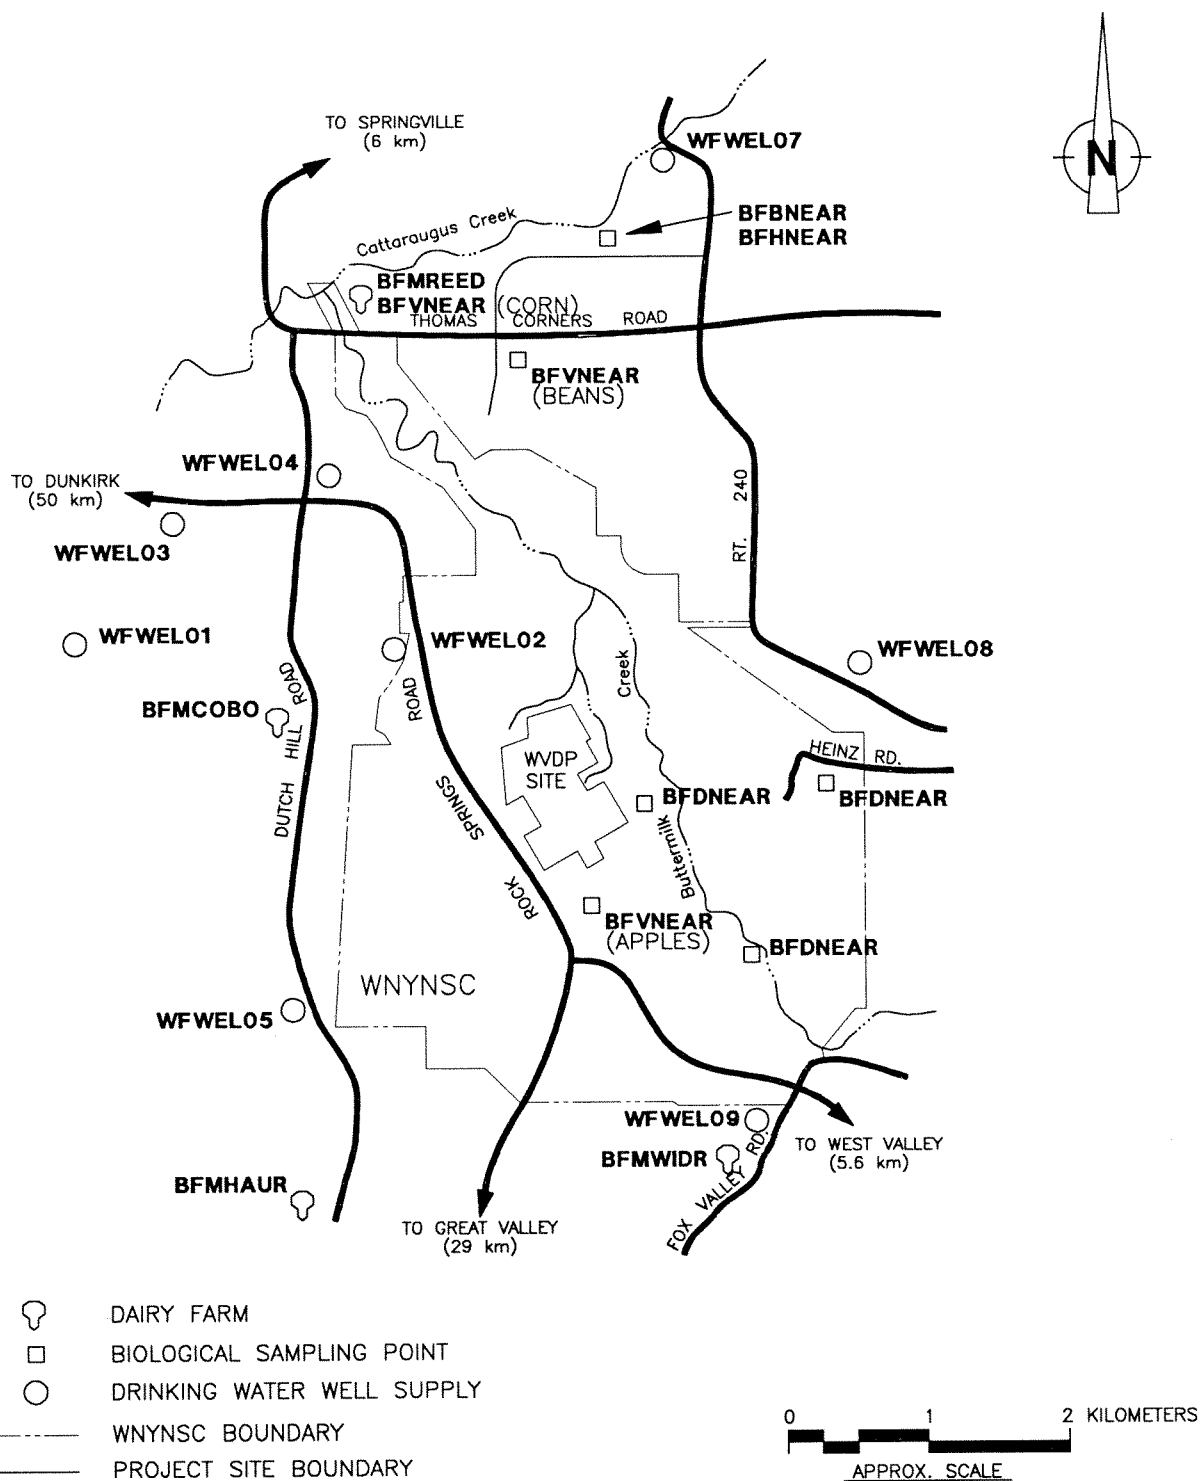 TO SPRINGVILLE
(6 km)
N
WFWEL07
BFBNEAR
BFHNEAR
Cattaraugus Creek
BFMREED
BFVNEAR (CORN)
THOMAS CORNERS ROAD
BFVNEAR
(BEANS)
WFWEL04
TO DUNKIRK
(50 km)
WFWEL03
RT. 240
WFWEL01
WFWEL02
WFWEL08
BFMCOBO
DUTCH HILL ROAD
ROCK SPRINGS ROAD
Buttermilk Creek
WVDP
SITE
HEINZ RD.
BFDNEAR
BFDNEAR
BFVNEAR
(APPLES)
BFDNEAR
WNYNSC
WFWEL05
WFWEL09
BFMWIDR
FOX VALLEY RD.
TO WEST VALLEY
(5.6 km)
BFMHAUR
TO GREAT VALLEY
(29 km)
DAIRY FARM
BIOLOGICAL SAMPLING POINT
DRINKING WATER WELL SUPPLY
WNYNSC BOUNDARY
PROJECT SITE BOUNDARY
0 1 2 KILOMETERS
APPROX. SCALE